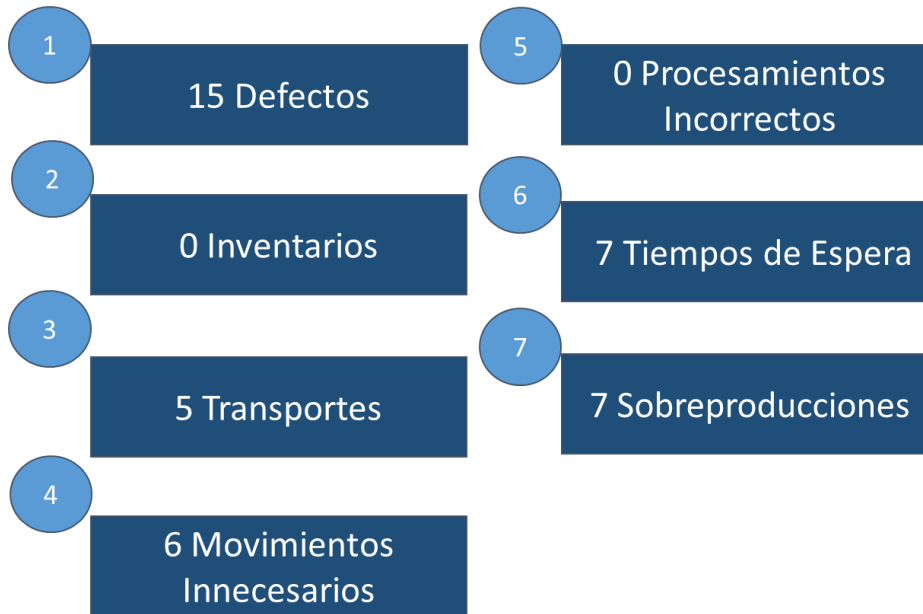 1
15 Defectos
2
0 Inventarios
3
5 Transportes
4
6 Movimientos
Innecesarios
5
0 Procesamientos
Incorrectos
6
7 Tiempos de Espera
7
7 Sobreproducciones